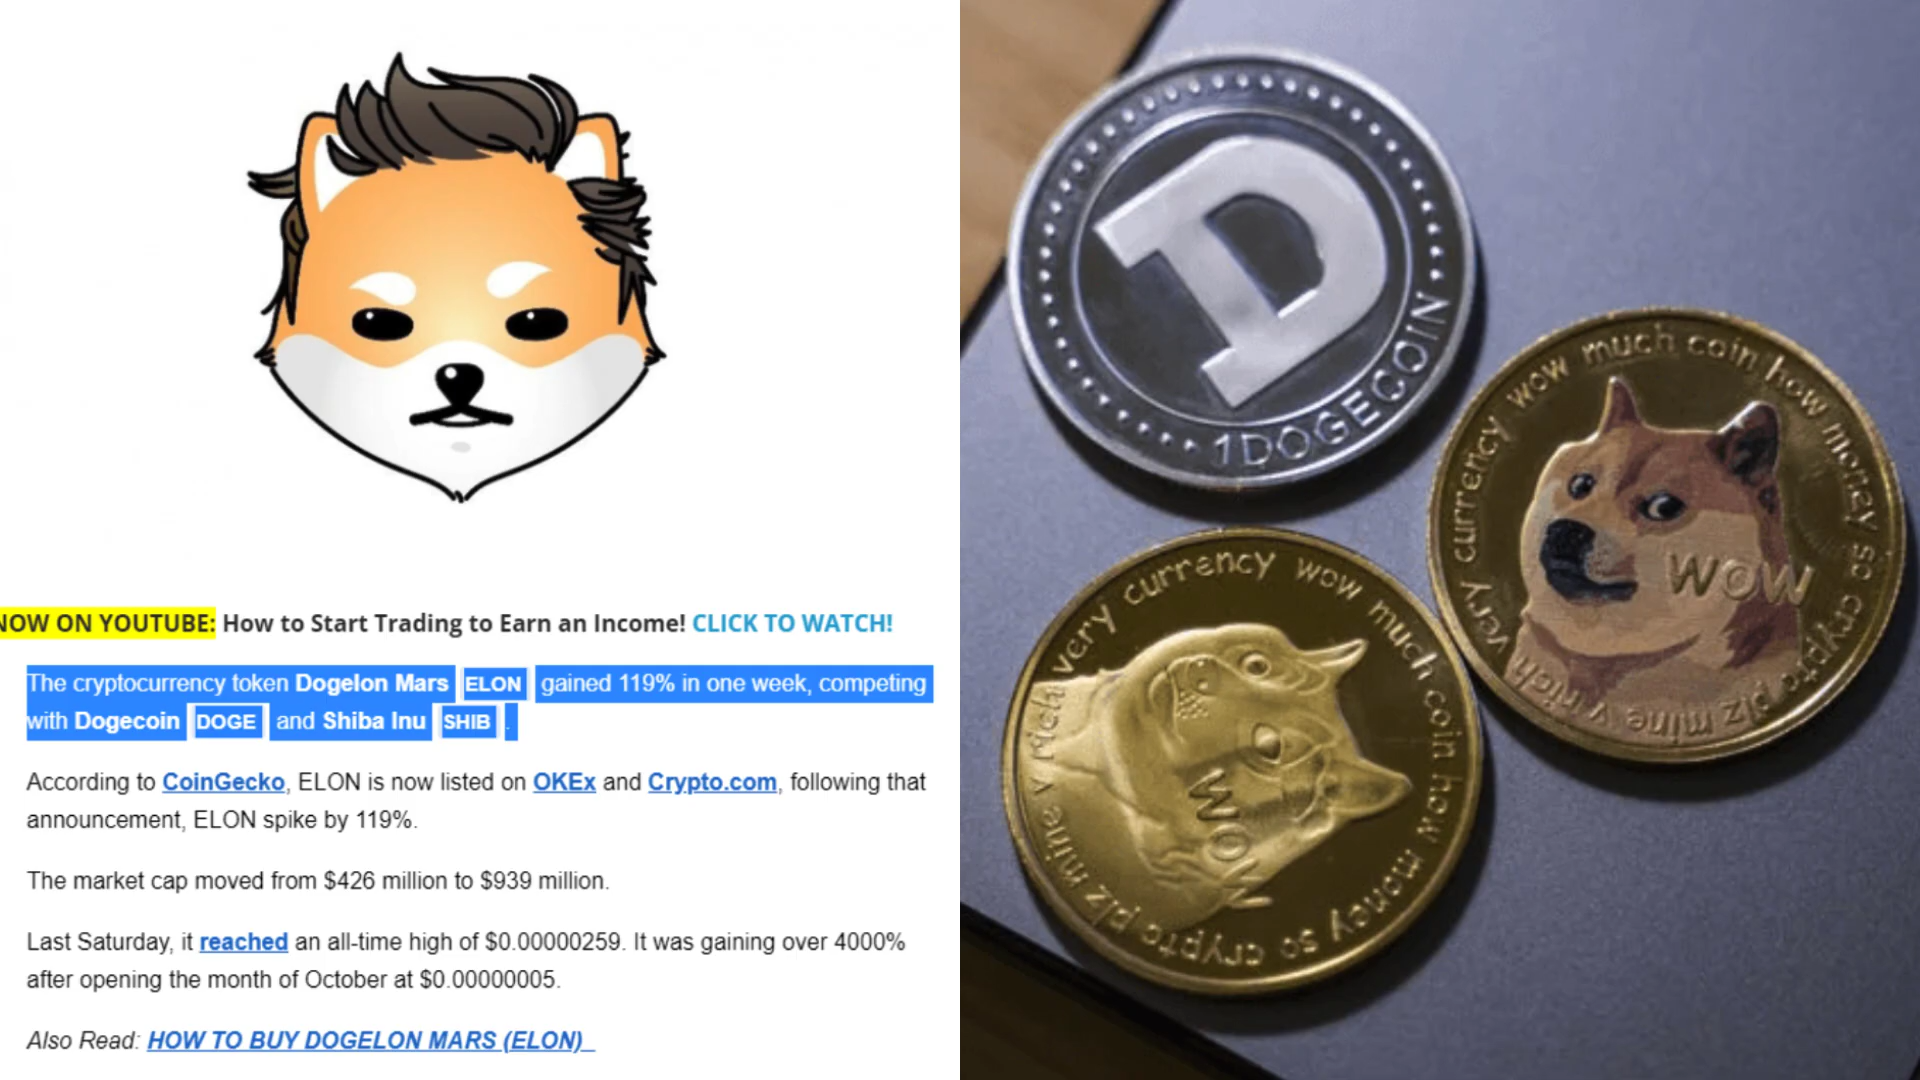 NOW ON YOUTUBE: How to Start Trading to Earn an Income! CLICK TO WATCH!
The cryptocurrency token Dogelon Mars ELON gained 119% in one week, competing
with Dogecoin DOGE and Shiba Inu SHIB .
According to CoinGecko, ELON is now listed on OKEx and Crypto.com, following that
announcement, ELON spike by 119%.
The market cap moved from $426 million to $939 million.
Last Saturday, it reached an all-time high of $0.00000259. It was gaining over 4000%
after opening the month of October at $0.00000005.
Also Read: HOW TO BUY DOGELON MARS (ELON)
1 DOGECOIN
very currency wow much coin how money so crypto plz mine v rich
wow
very currency wow much coin how money so crypto plz mine v rich
wow